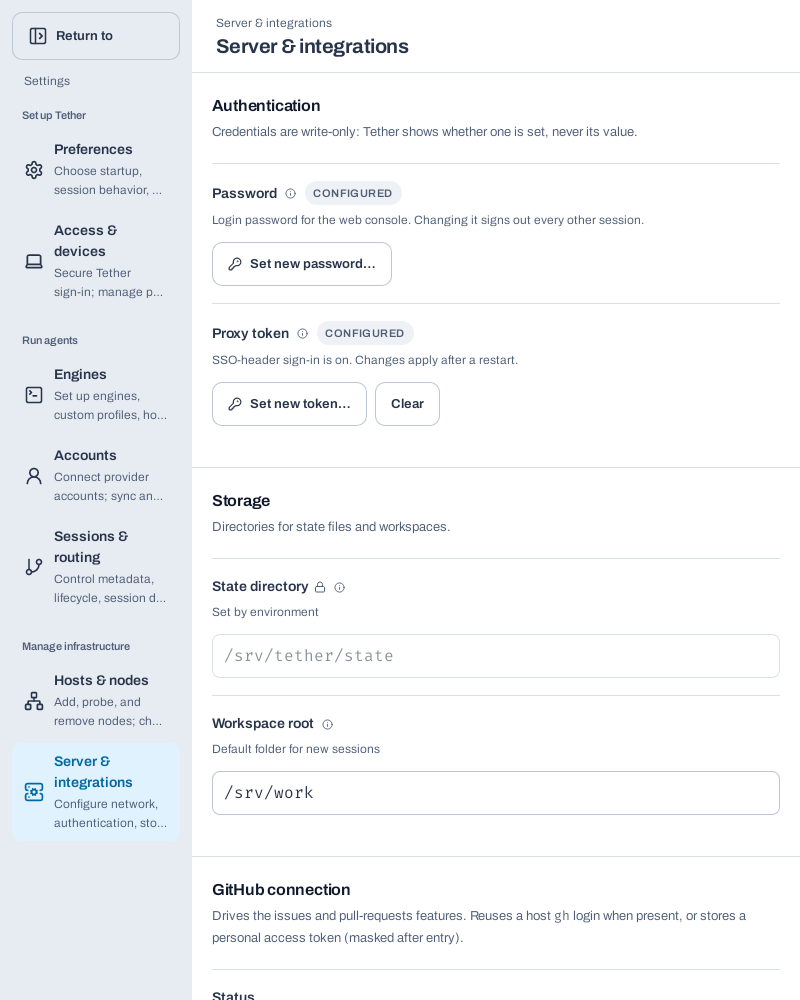 Return to
Settings
Set up Tether
Preferences
Choose startup,
session behavior, ...
Access &
devices
Secure Tether
sign-in; manage p...
Run agents
Engines
Set up engines,
custom profiles, ho...
Accounts
Connect provider
accounts; sync an...
Sessions &
routing
Control metadata,
lifecycle, session d...
Manage infrastructure
Hosts & nodes
Add, probe, and
remove nodes; ch...
Server &
integrations
Configure network,
authentication, sto...
Server & integrations
Server & integrations
Authentication
Credentials are write-only: Tether shows whether one is set, never its value.
Password CONFIGURED
Login password for the web console. Changing it signs out every other session.
Set new password...
Proxy token CONFIGURED
SSO-header sign-in is on. Changes apply after a restart.
Set new token... Clear
Storage
Directories for state files and workspaces.
State directory
Set by environment
/srv/tether/state
Workspace root
Default folder for new sessions
/srv/work
GitHub connection
Drives the issues and pull-requests features. Reuses a host gh login when present, or stores a
personal access token (masked after entry).
Status